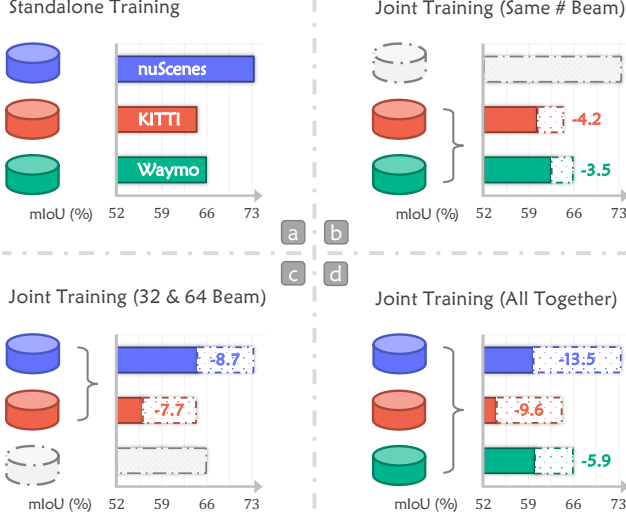 Standalone Training
nuScenes
KITTI
Waymo
mIoU (%)
52 59 66 73
a
Joint Training (Same # Beam)
-4.2
-3.5
mIoU (%)
52 59 66 73
b
Joint Training (32 & 64 Beam)
-8.7
-7.7
mIoU (%)
52 59 66 73
c
Joint Training (All Together)
-13.5
-9.6
-5.9
mIoU (%)
52 59 66 73
d